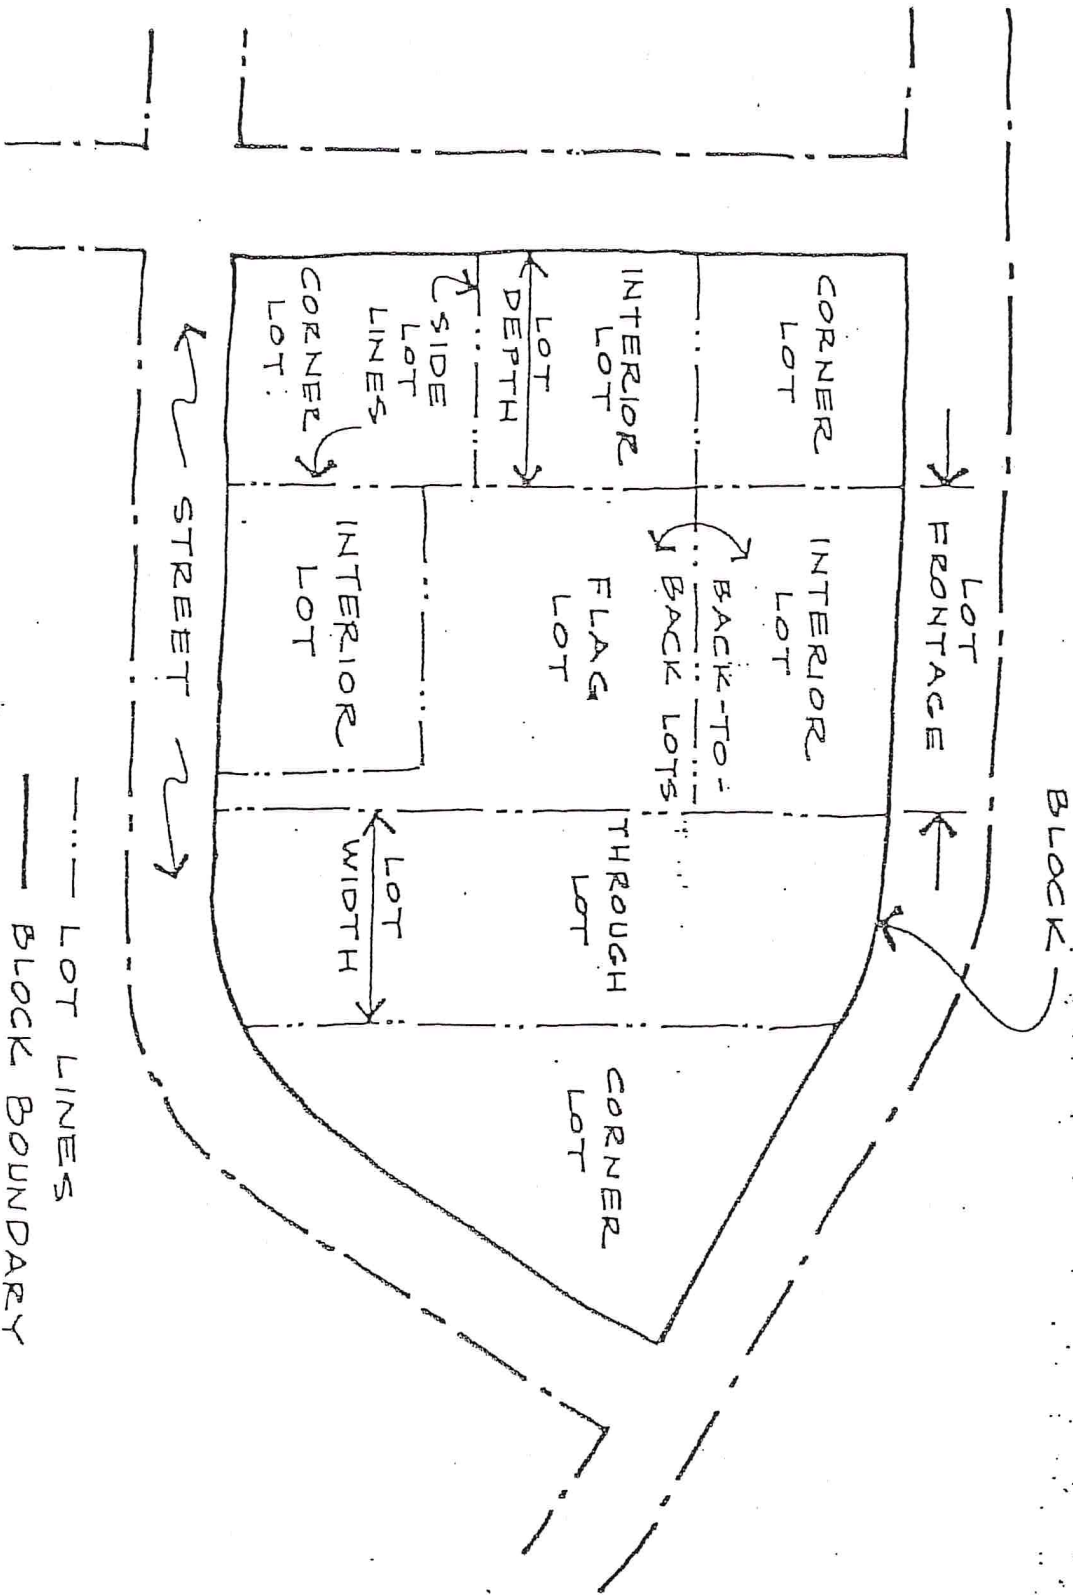 BLOCK
LOT
FRONTAGE
CORNER
LOT
INTERIOR
LOT
BACK-TO-
BACK LOTS
INTERIOR
LOT
FLAG
LOT
THROUGH
LOT
CORNER
LOT
LOT
DEPTH
SIDE
LOT
LINES
CORNER
LOT
INTERIOR
LOT
LOT
WIDTH
STREET
LOT LINES
BLOCK BOUNDARY